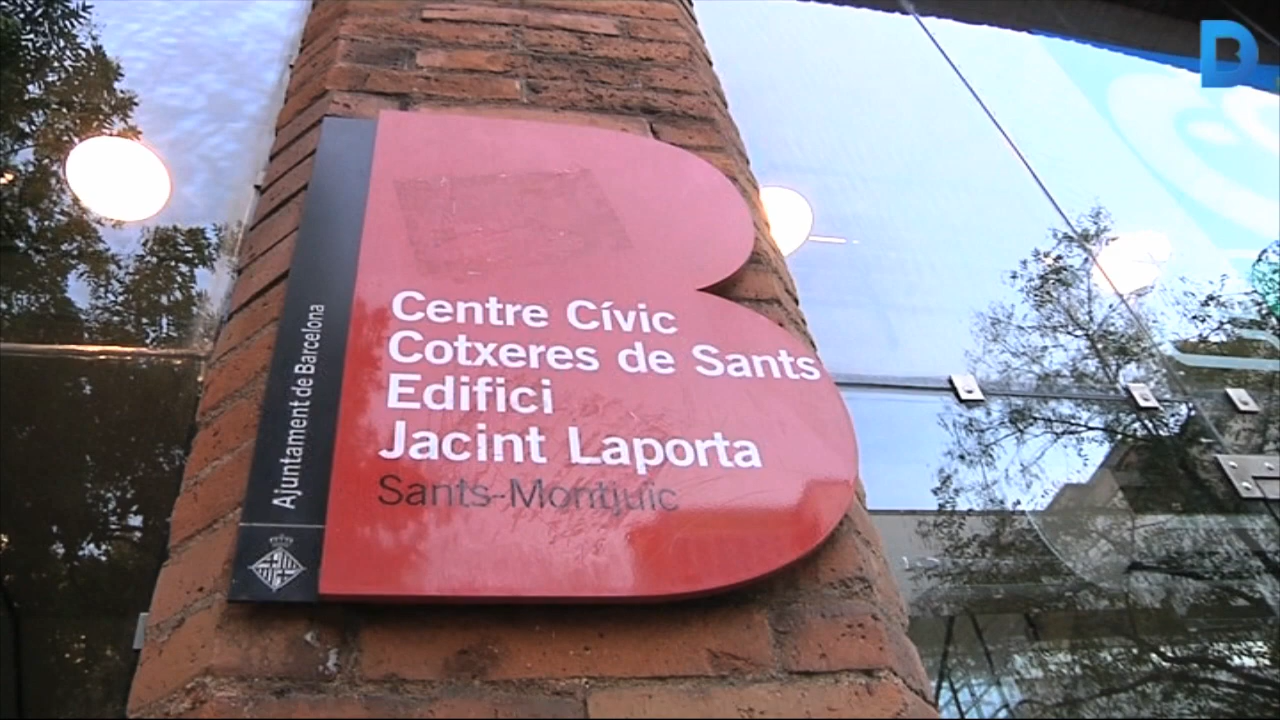 Centre Cívic
Cotxeres de Sants
Edifici
Jacint Laporta
Sants-Montjuïc
Ajuntament de Barcelona